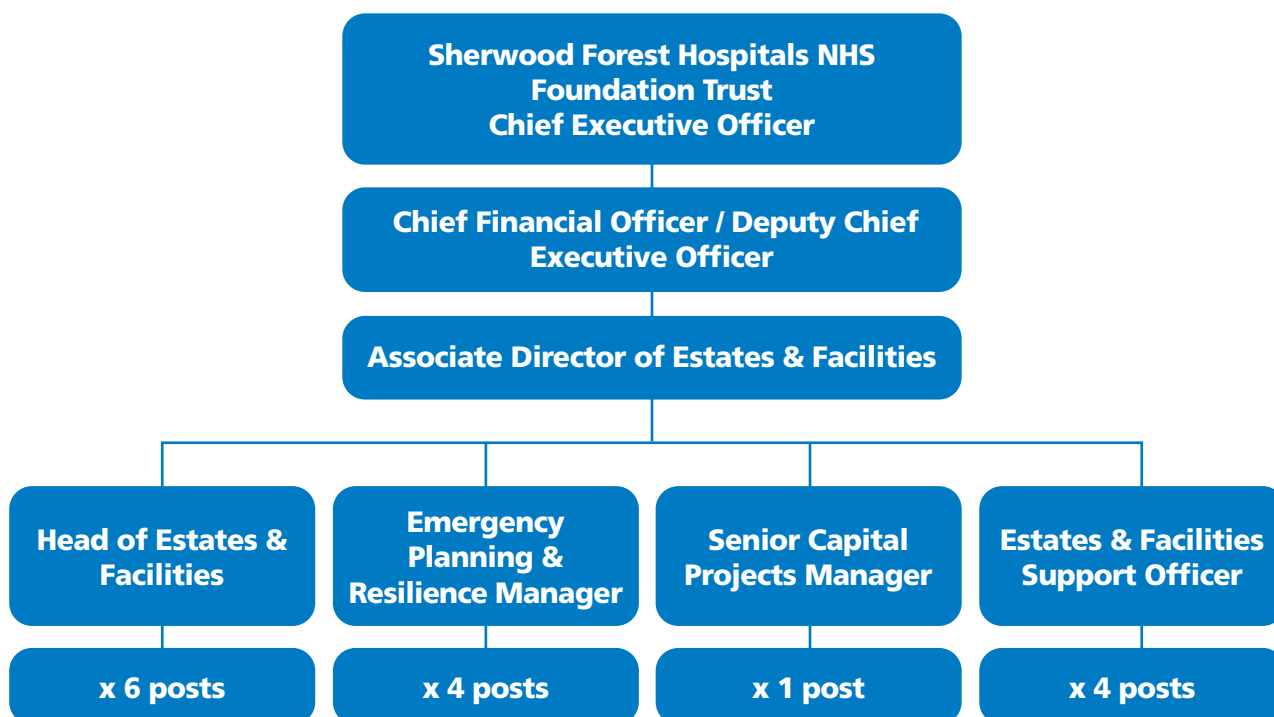 Sherwood Forest Hospitals NHS
Foundation Trust
Chief Executive Officer
Chief Financial Officer / Deputy Chief
Executive Officer
Associate Director of Estates & Facilities
Head of Estates &
Facilities
Emergency
Planning &
Resilience Manager
Senior Capital
Projects Manager
Estates & Facilities
Support Officer
x 6 posts
x 4 posts
x 1 post
x 4 posts